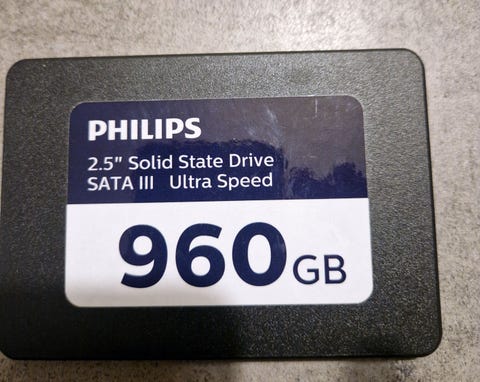 PHILIPS
2.5" Solid State Drive
SATA III Ultra Speed
960GB